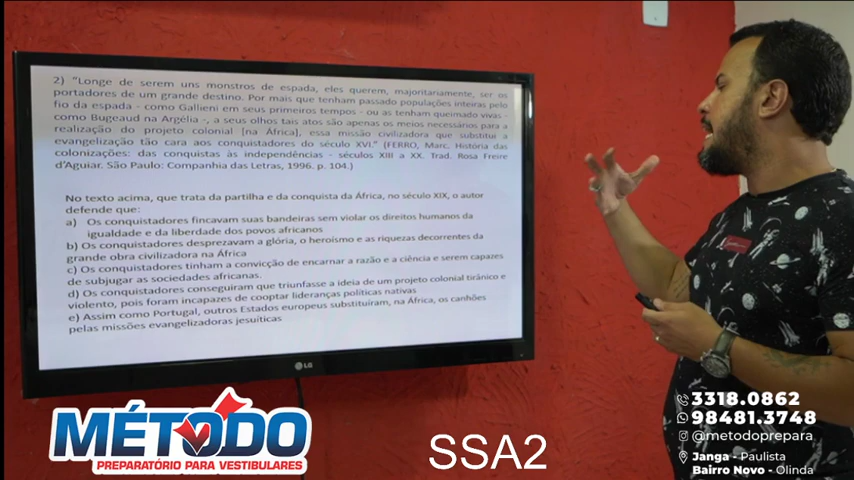 2) "Longe de serem uns monstros de espada, eles querem, majoritariamente, ser os
portadores de um grande destino. Por mais que tenham passado populações inteiras pelo
fio da espada - como Gallieni em seus primeiros tempos - ou as tenham queimado vivas -
como Bugeaud na Argélia -, a seus olhos tais atos são apenas os meios necessários para a
realização do projeto colonial [na África], essa missão civilizadora que substitui a
evangelização tão cara aos conquistadores do século XVI." (FERRO, Marc. História das
colonizações: das conquistas às independências - séculos XIII a XX. Trad. Rosa Freire
d'Aguiar. São Paulo: Companhia das Letras, 1996. p. 104.)
No texto acima, que trata da partilha e da conquista da África, no século XIX, o autor
defende que:
a) Os conquistadores fincavam suas bandeiras sem violar os direitos humanos da
igualdade e da liberdade dos povos africanos
b) Os conquistadores desprezavam a glória, o heroísmo e as riquezas decorrentes da
grande obra civilizadora na África
c) Os conquistadores tinham a convicção de encarnar a razão e a ciência e serem capazes
de subjugar as sociedades africanas.
d) Os conquistadores conseguiram que triunfasse a ideia de um projeto colonial tirânico e
violento, pois foram incapazes de cooptar lideranças políticas nativas
e) Assim como Portugal, outros Estados europeus substituíram, na África, os canhões
pelas missões evangelizadoras jesuíticas
LG
MÉTODO
PREPARATÓRIO PARA VESTIBULARES
SSA2
3318.0862
98481.3748
@metodoprepara
Janga - Paulista
Bairro Novo - Olinda